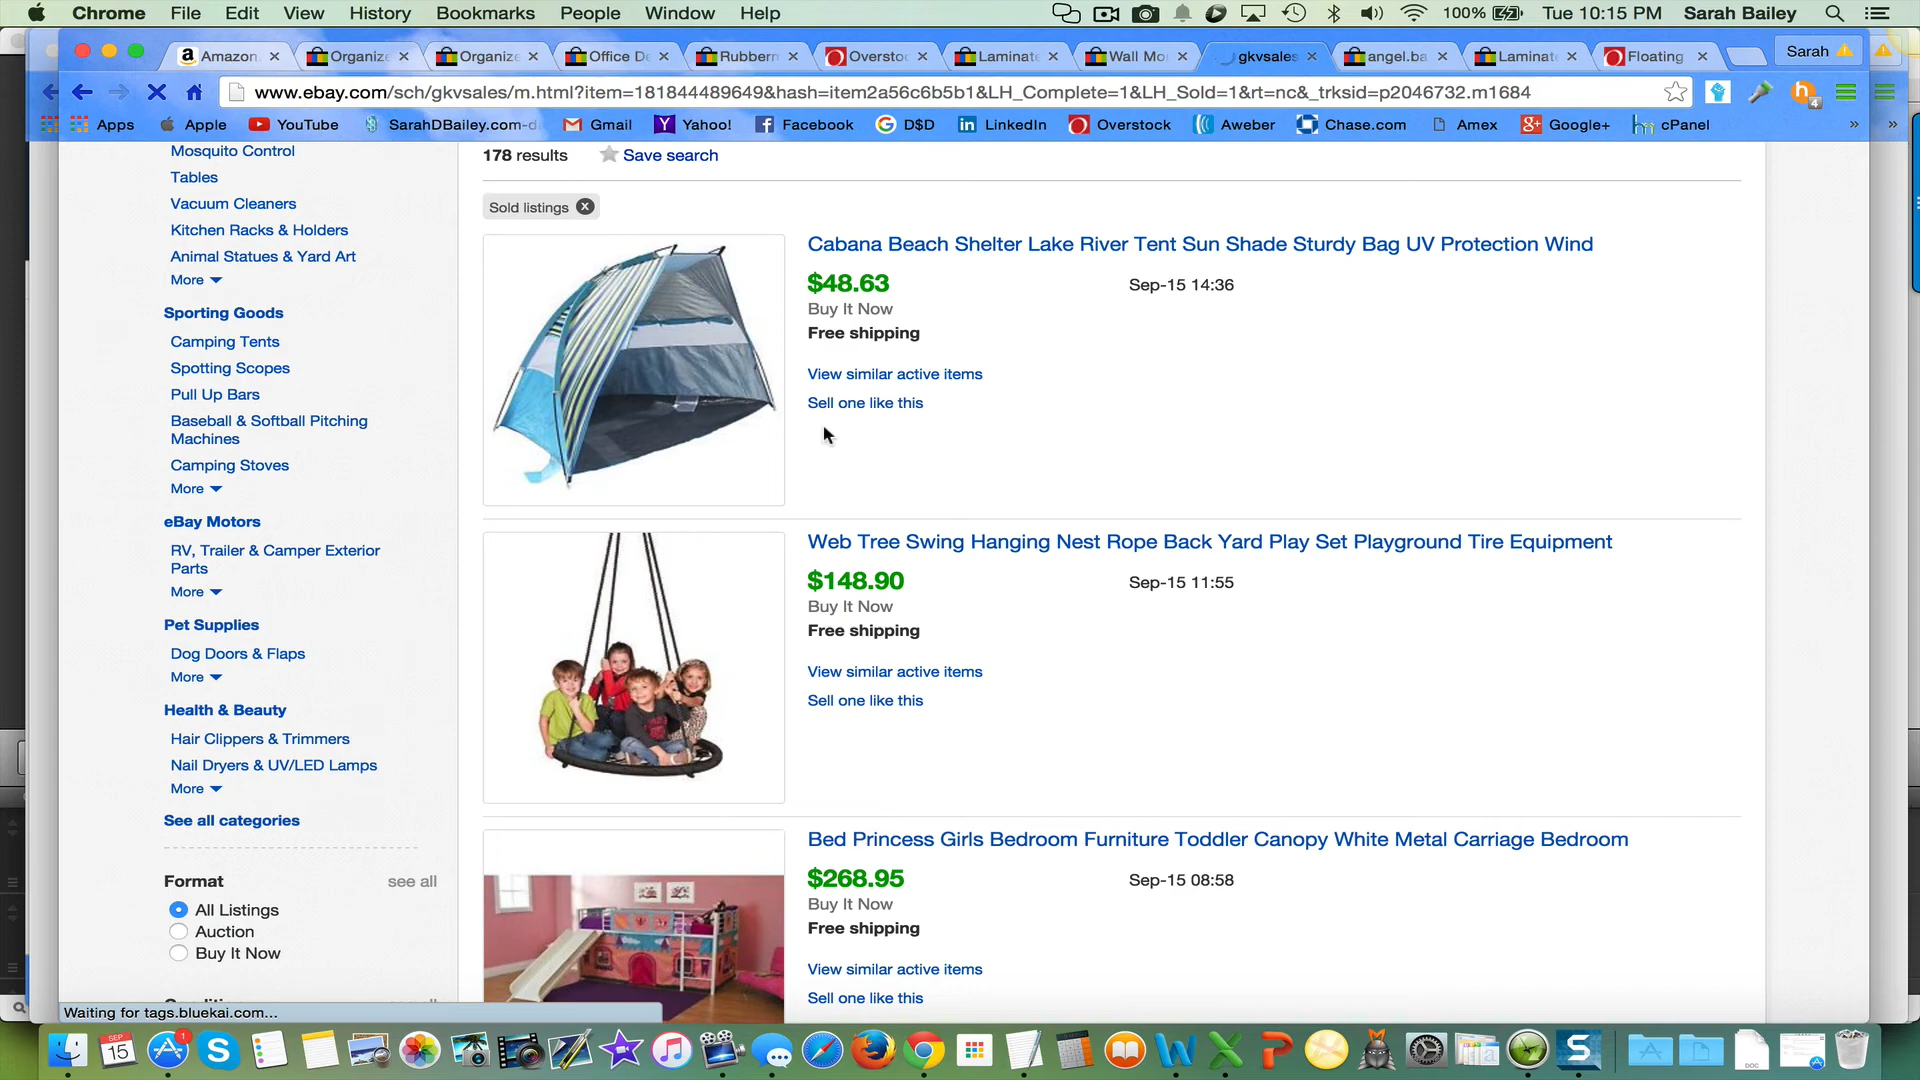 Chrome File Edit View History Bookmarks People Window Help 100% Tue 10:15 PM Sarah Bailey
Amazon. Organize Organize Office De Rubberm Overstoc Laminate Wall Mo gkvsales angel.ba Laminate Floating Sarah
www.ebay.com/sch/gkvsales/m.html?item=181844489649&hash=item2a56c6b5b1&LH_Complete=1&LH_Sold=1&rt=nc&_trksid=p2046732.m1684
4
Apps Apple YouTube SarahDBailey.com-d Gmail Yahoo! Facebook D$D LinkedIn Overstock Aweber Chase.com Amex Google+ cPanel » »
Mosquito Control
Tables
Vacuum Cleaners
Kitchen Racks & Holders
Animal Statues & Yard Art
More
Sporting Goods
Camping Tents
Spotting Scopes
Pull Up Bars
Baseball & Softball Pitching
Machines
Camping Stoves
More
eBay Motors
RV, Trailer & Camper Exterior
Parts
More
Pet Supplies
Dog Doors & Flaps
More
Health & Beauty
Hair Clippers & Trimmers
Nail Dryers & UV/LED Lamps
More
See all categories
Format see all
All Listings
Auction
Buy It Now
178 results Save search
Sold listings
Cabana Beach Shelter Lake River Tent Sun Shade Sturdy Bag UV Protection Wind
$48.63 Sep-15 14:36
Buy It Now
Free shipping
View similar active items
Sell one like this
Web Tree Swing Hanging Nest Rope Back Yard Play Set Playground Tire Equipment
$148.90 Sep-15 11:55
Buy It Now
Free shipping
View similar active items
Sell one like this
Bed Princess Girls Bedroom Furniture Toddler Canopy White Metal Carriage Bedroom
$268.95 Sep-15 08:58
Buy It Now
Free shipping
View similar active items
Sell one like this
Waiting for tags.bluekai.com...
SEP
15
1
DOC